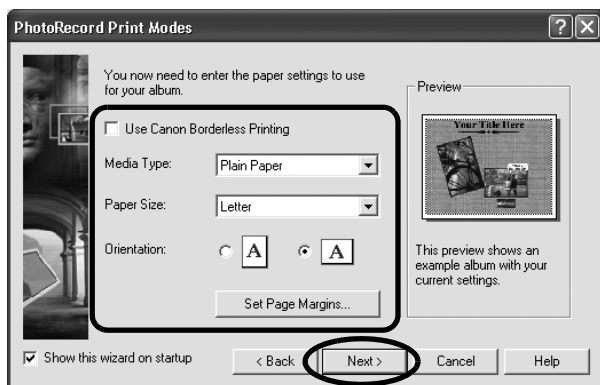 PhotoRecord Print Modes
You now need to enter the paper settings to use
for your album.
Use Canon Borderless Printing
Media Type:
Plain Paper
Paper Size:
Letter
Orientation:
A
A
Set Page Margins...
Preview
Your Title Here
This preview shows an
example album with your
current settings.
Show this wizard on startup
< Back
Next >
Cancel
Help